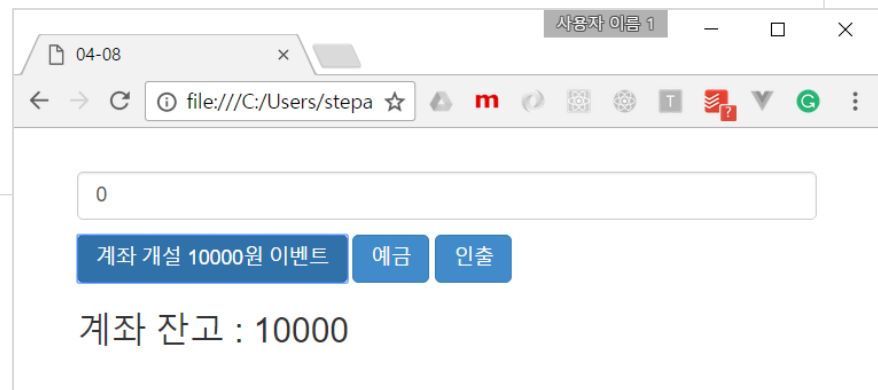 사용자 이름 1
04-08
file:///C:/Users/stepa
m T ? G
0
계좌 개설 10000원 이벤트 예금 인출
계좌 잔고 : 10000